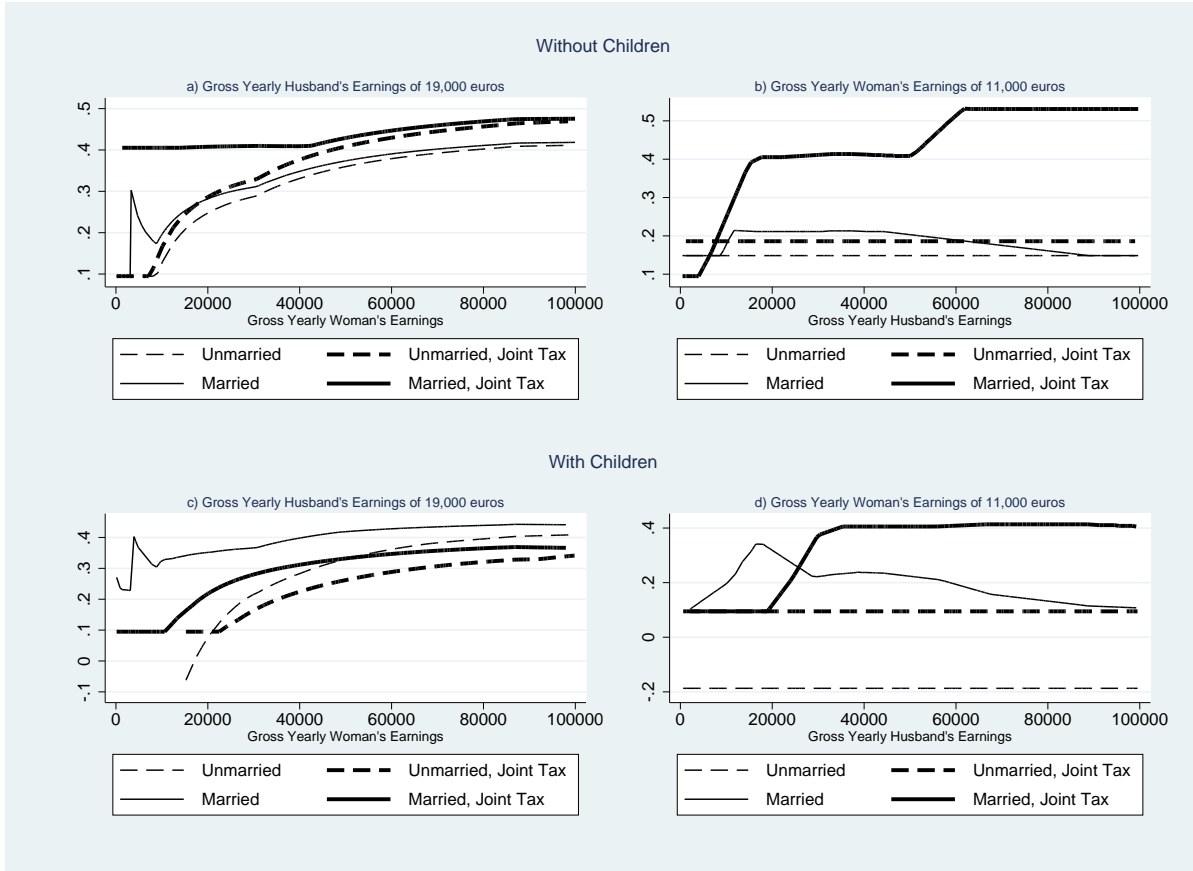 Without Children
a) Gross Yearly Husband's Earnings of 19,000 euros
.5
.4
.3
.2
.1
0 20000 40000 60000 80000 100000
Gross Yearly Woman's Earnings
Unmarried Unmarried, Joint Tax
Married Married, Joint Tax
b) Gross Yearly Woman's Earnings of 11,000 euros
.5
.4
.3
.2
.1
0 20000 40000 60000 80000 100000
Gross Yearly Husband's Earnings
Unmarried Unmarried, Joint Tax
Married Married, Joint Tax
With Children
c) Gross Yearly Husband's Earnings of 19,000 euros
.4
.3
.2
.1
0
-.1
0 20000 40000 60000 80000 100000
Gross Yearly Woman's Earnings
Unmarried Unmarried, Joint Tax
Married Married, Joint Tax
d) Gross Yearly Woman's Earnings of 11,000 euros
.4
.2
0
-.2
0 20000 40000 60000 80000 100000
Gross Yearly Husband's Earnings
Unmarried Unmarried, Joint Tax
Married Married, Joint Tax